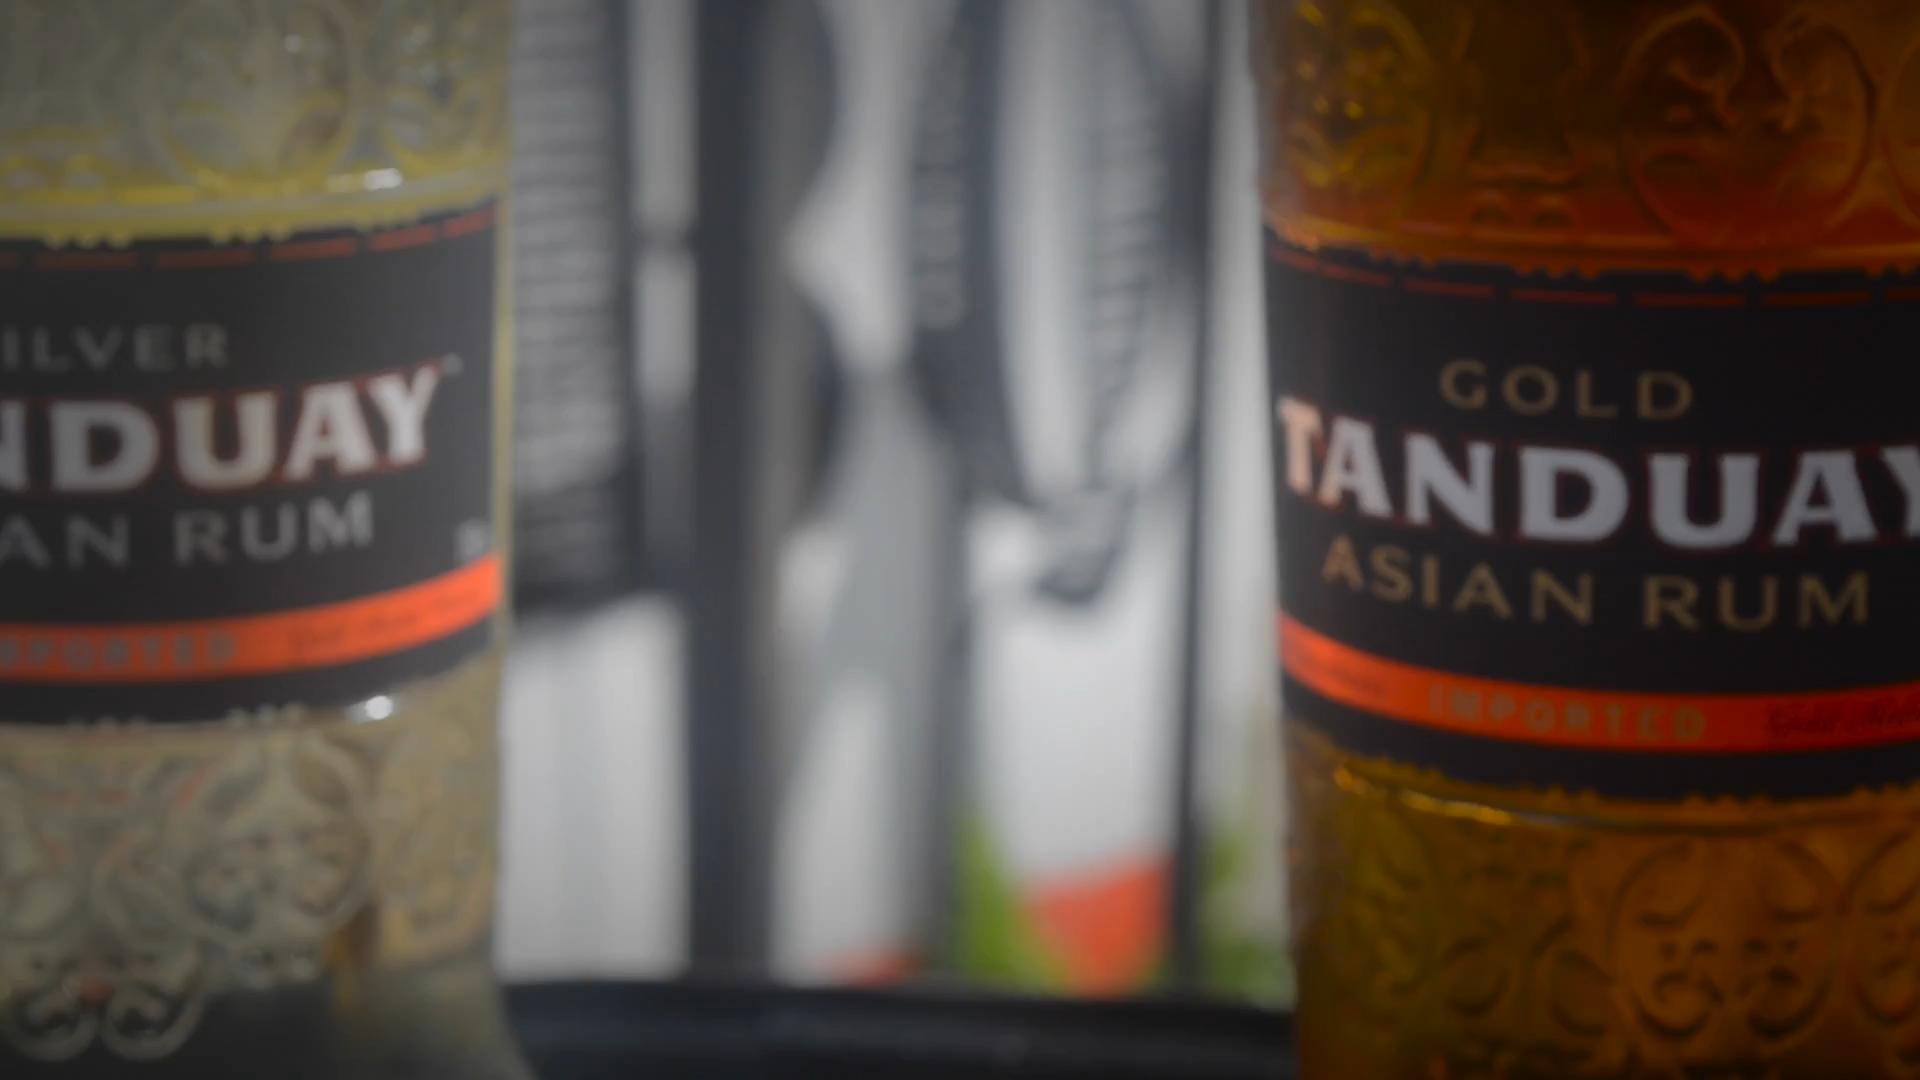 ILVER
NDUAY
AN RUM
IMPORTED
GOLD
TANDUAY
ASIAN RUM
IMPORTED